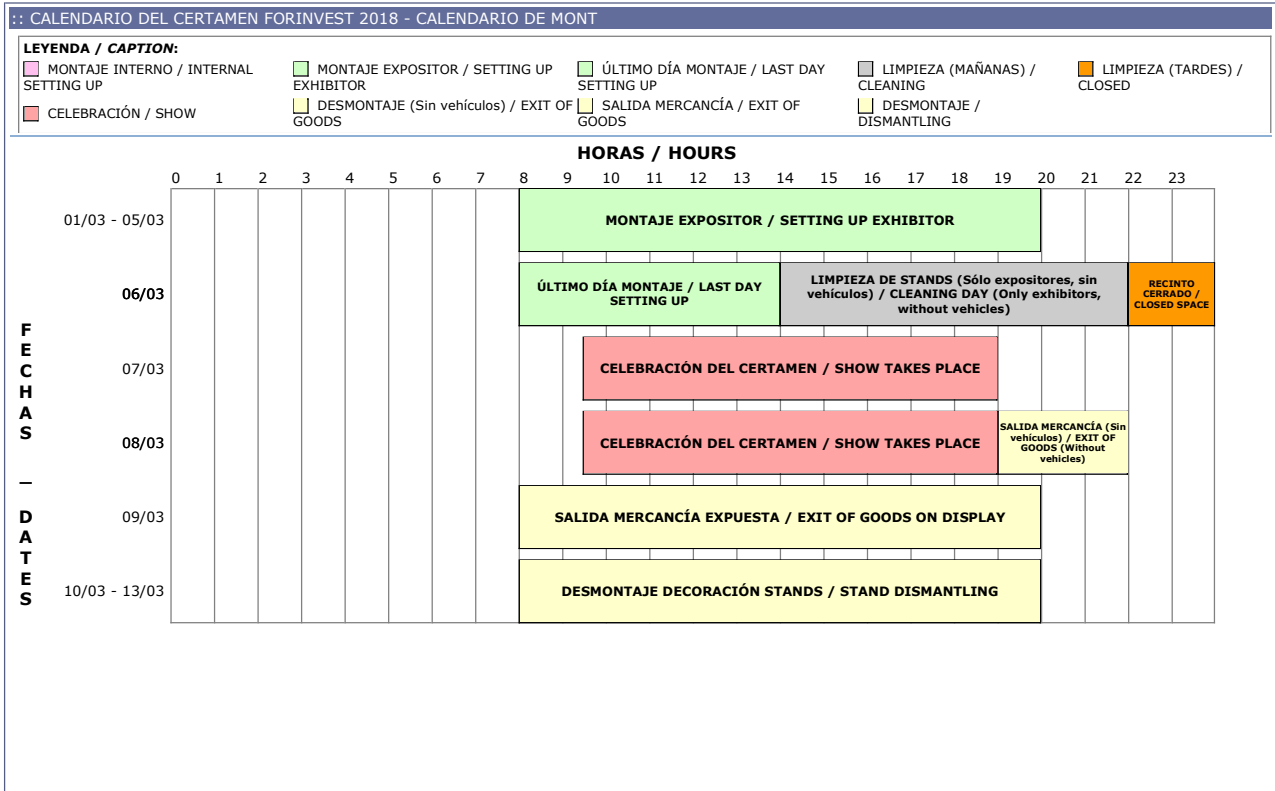 :: CALENDARIO DEL CERTAMEN FORINVEST 2018 - CALENDARIO DE MONT
LEYENDA / CAPTION:
MONTAJE INTERNO / INTERNAL
SETTING UP
MONTAJE EXPOSITOR / SETTING UP
EXHIBITOR
ÚLTIMO DÍA MONTAJE / LAST DAY
SETTING UP
LIMPIEZA (MAÑANAS) /
CLEANING
LIMPIEZA (TARDES) /
CLOSED
CELEBRACIÓN / SHOW
DESMONTAJE (Sin vehículos) / EXIT OF
GOODS
SALIDA MERCANCÍA / EXIT OF
GOODS
DESMONTAJE /
DISMANTLING
HORAS / HOURS
0 1 2 3 4 5 6 7 8 9 10 11 12 13 14 15 16 17 18 19 20 21 22 23
FECHAS – DATES
01/03 - 05/03
MONTAJE EXPOSITOR / SETTING UP EXHIBITOR
06/03
ÚLTIMO DÍA MONTAJE / LAST DAY
SETTING UP
LIMPIEZA DE STANDS (Sólo expositores, sin
vehículos) / CLEANING DAY (Only exhibitors,
without vehicles)
RECINTO
CERRADO /
CLOSED SPACE
07/03
CELEBRACIÓN DEL CERTAMEN / SHOW TAKES PLACE
08/03
CELEBRACIÓN DEL CERTAMEN / SHOW TAKES PLACE
SALIDA MERCANCÍA (Sin
vehículos) / EXIT OF
GOODS (Without
vehicles)
09/03
SALIDA MERCANCÍA EXPUESTA / EXIT OF GOODS ON DISPLAY
10/03 - 13/03
DESMONTAJE DECORACIÓN STANDS / STAND DISMANTLING